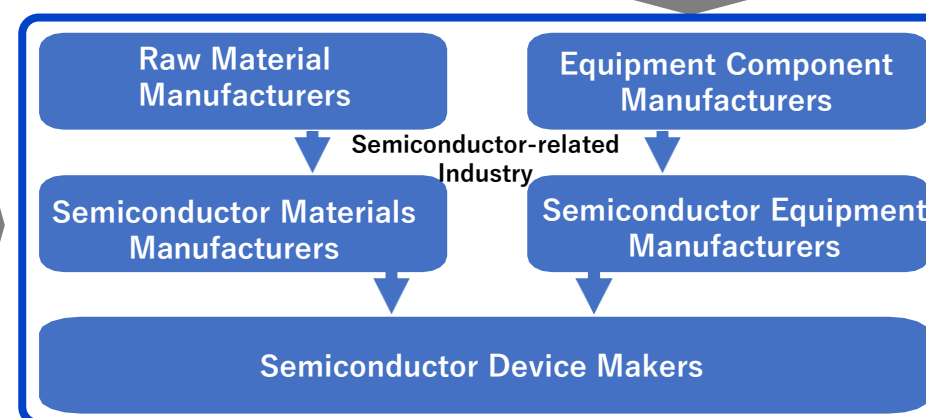 Raw Material
Manufacturers
Equipment Component
Manufacturers
Semiconductor-related
Industry
Semiconductor Materials
Manufacturers
Semiconductor Equipment
Manufacturers
Semiconductor Device Makers